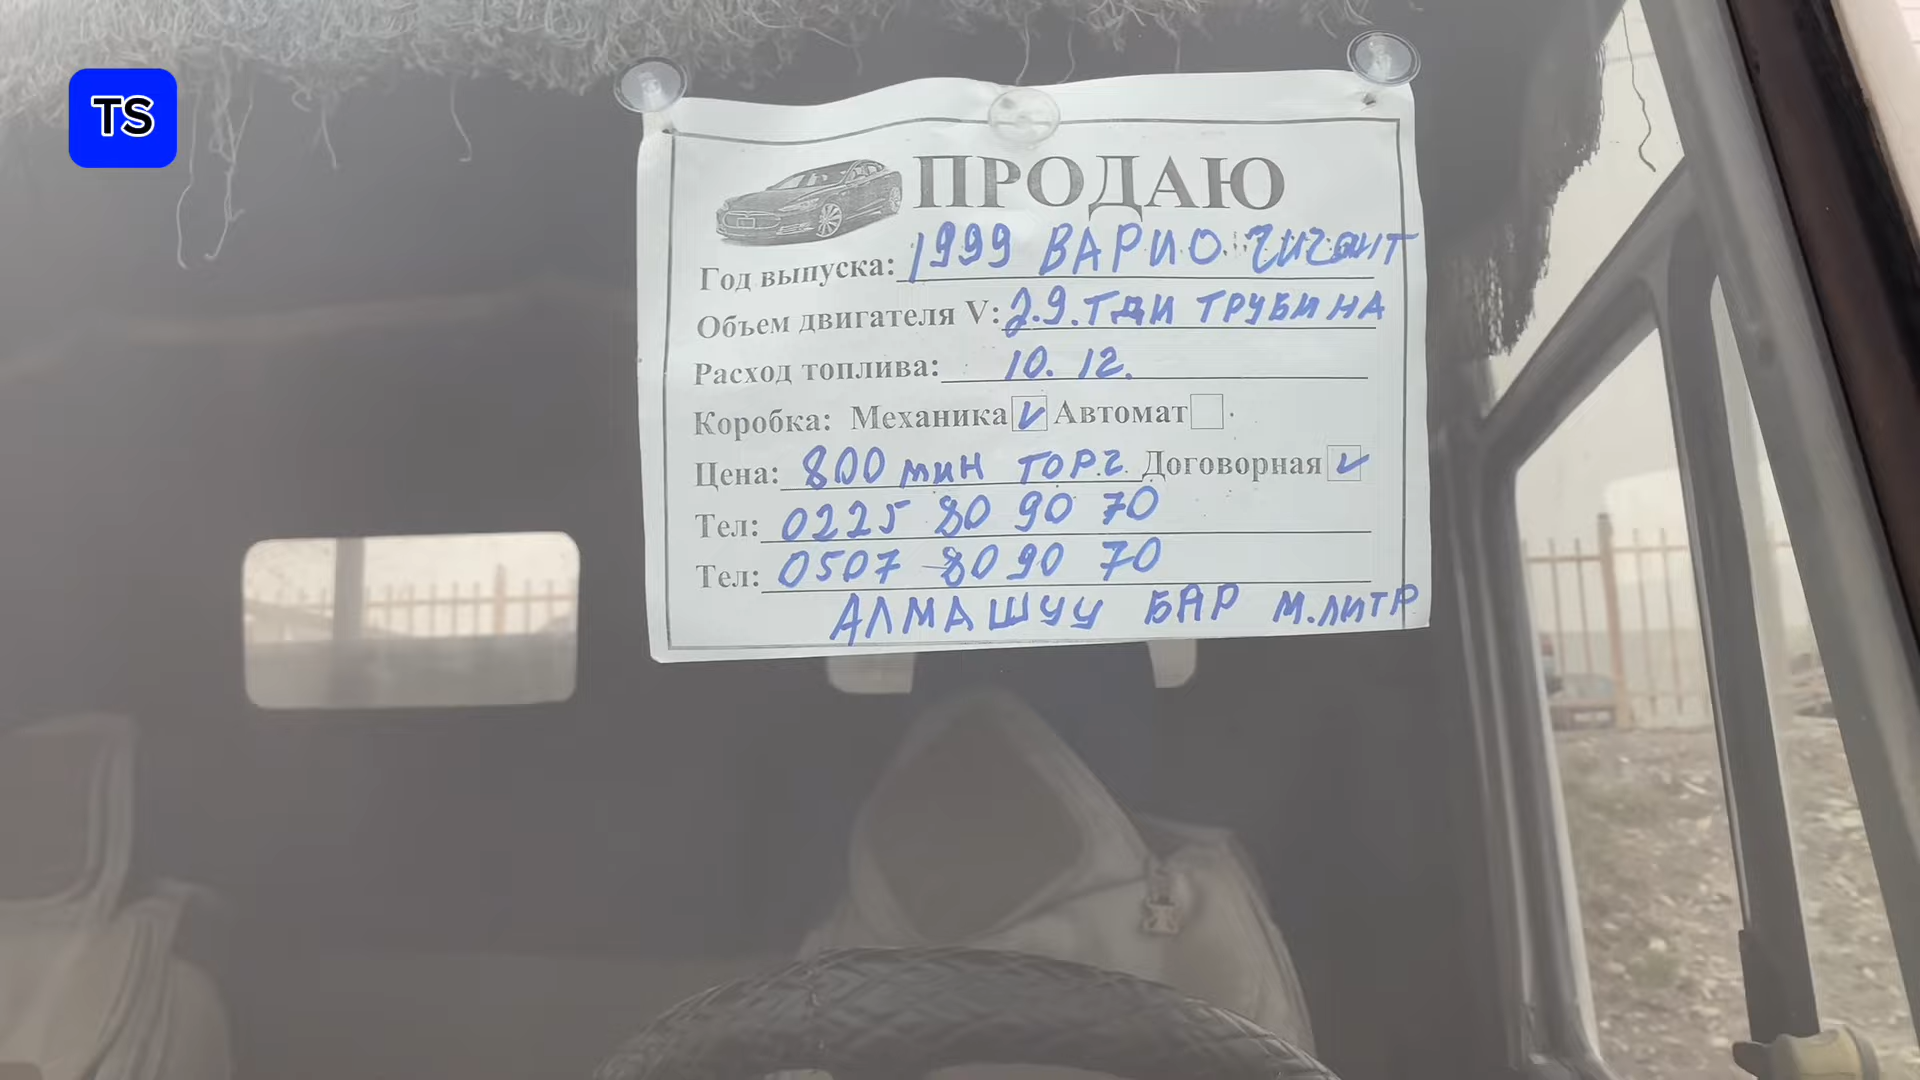 TS
ПРОДАЮ
Год выпуска: 1999 ВАРИО ГИГАНТ
Объем двигателя V: 2.9. ТДИ ТРУБИНА
Расход топлива: 10. 12.
Коробка: Механика ✓ Автомат
Цена: 800 мин ТОРГ Договорная ✓
Тел: 0225 80 90 70
Тел: 0507 80 90 70
АЛМАШУУ БАР М.ЛИТР